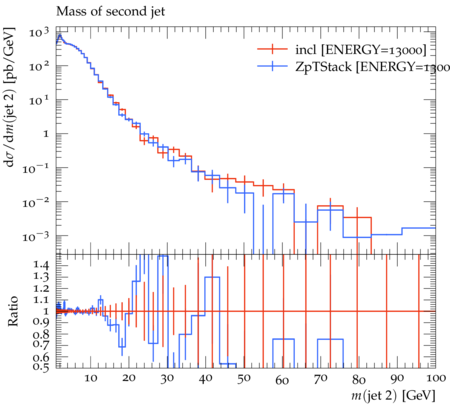 Mass of second jet
dσ/dm(jet 2) [pb/GeV]
incl [ENERGY=13000]
ZpTStack [ENERGY=1300
10³
10²
10¹
1
10⁻¹
10⁻²
10⁻³
Ratio
1.4
1.3
1.2
1.1
1
0.9
0.8
0.7
0.6
0.5
10 20 30 40 50 60 70 80 90 100
m(jet 2) [GeV]